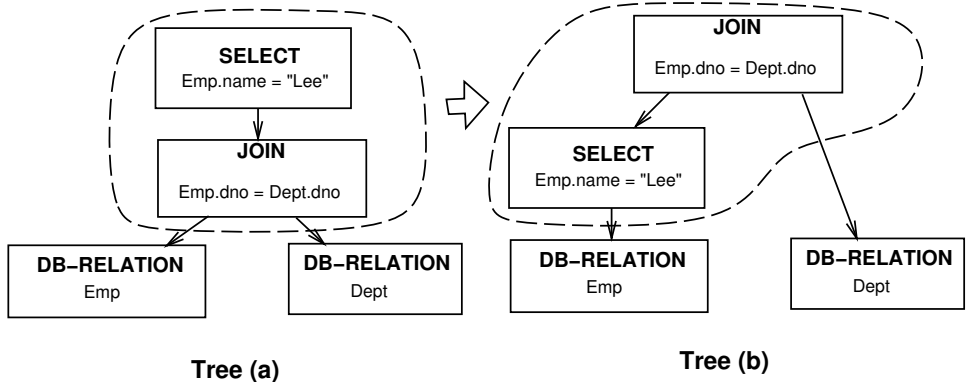 SELECT
Emp.name = "Lee"
JOIN
Emp.dno = Dept.dno
DB−RELATION
Emp
DB−RELATION
Dept
Tree (a)
JOIN
Emp.dno = Dept.dno
SELECT
Emp.name = "Lee"
DB−RELATION
Emp
DB−RELATION
Dept
Tree (b)